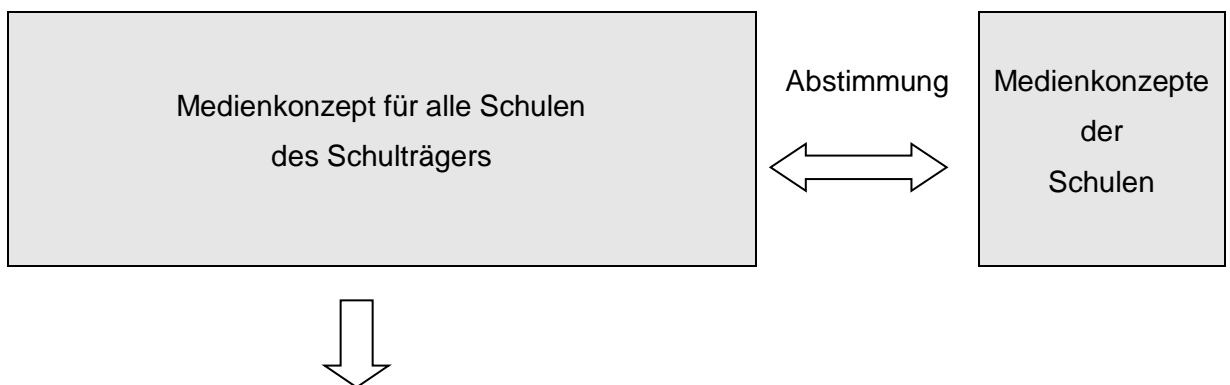 Medienkonzept für alle Schulen
des Schulträgers
Abstimmung
Medienkonzepte
der
Schulen